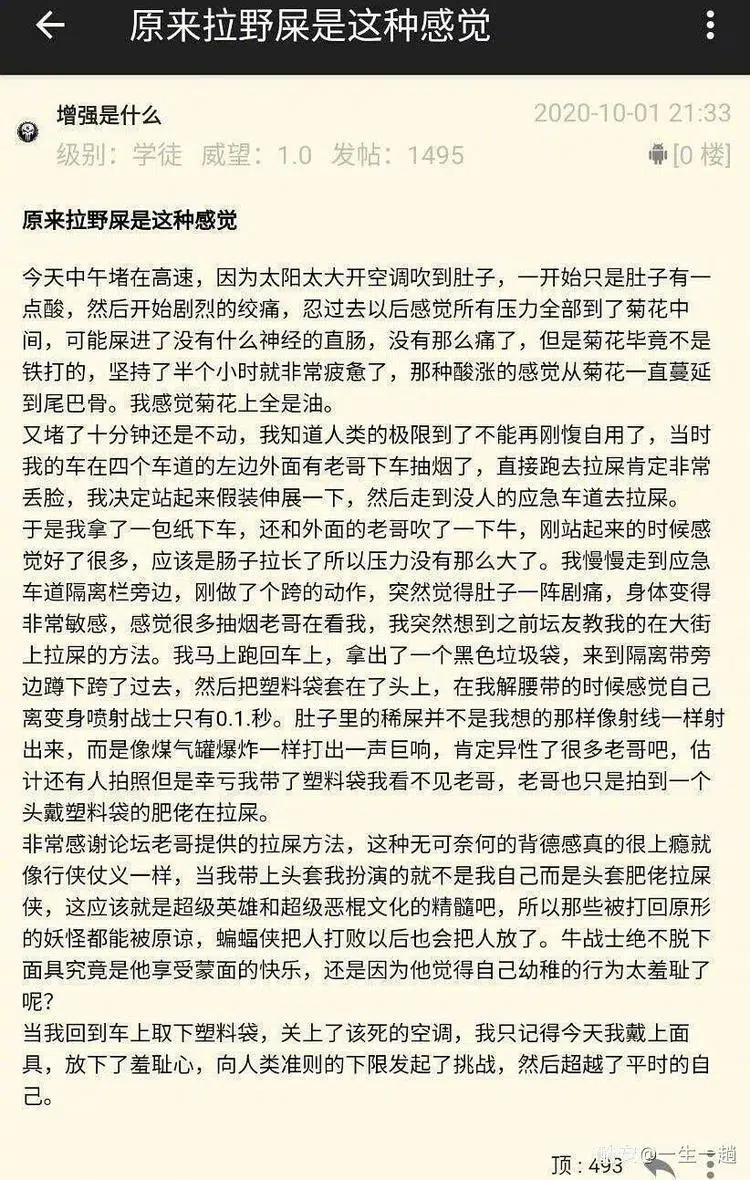 原来拉野屎是这种感觉
增强是什么
2020-10-01 21:33
级别：学徒 威望：1.0 发帖：1495
[0 楼]
原来拉野屎是这种感觉
今天中午堵在高速，因为太阳太大开空调吹到肚子，一开始只是肚子有一
点酸，然后开始剧烈的绞痛，忍过去以后感觉所有压力全部到了菊花中
间，可能屎进了没有什么神经的直肠，没有那么痛了，但是菊花毕竟不是
铁打的，坚持了半个小时就非常疲惫了，那种酸涨的感觉从菊花一直蔓延
到尾巴骨。我感觉菊花上全是油。
又堵了十分钟还是不动，我知道人类的极限到了不能再刚愎自用了，当时
我的车在四个车道的左边外面有老哥下车抽烟了，直接跑去拉屎肯定非常
丢脸，我决定站起来假装伸展一下，然后走到没人的应急车道去拉屎。
于是我拿了一包纸下车，还和外面的老哥吹了一下牛，刚站起来的时候感
觉好了很多，应该是肠子拉长了所以压力没有那么大了。我慢慢走到应急
车道隔离栏旁边，刚做了个跨的动作，突然觉得肚子一阵剧痛，身体变得
非常敏感，感觉很多抽烟老哥在看我，我突然想到之前坛友教我的在大街
上拉屎的方法。我马上跑回车上，拿出了一个黑色垃圾袋，来到隔离带旁
边蹲下跨了过去，然后把塑料袋套在了头上，在我解腰带的时候感觉自己
离变身喷射战士只有0.1.秒。肚子里的稀屎并不是我想的那样像射线一样射
出来，而是像煤气罐爆炸一样打出一声巨响，肯定异性了很多老哥吧，估
计还有人拍照但是幸亏我带了塑料袋我看不见老哥，老哥也只是拍到一个
头戴塑料袋的肥佬在拉屎。
非常感谢论坛老哥提供的拉屎方法，这种无可奈何的背德感真的很上瘾就
像行侠仗义一样，当我带上头套我扮演的就不是我自己而是头套肥佬拉屎
侠，这应该就是超级英雄和超级恶棍文化的精髓吧，所以那些被打回原形
的妖怪都能被原谅，蝙蝠侠把人打败以后也会把人放了。牛战士绝不脱下
面具究竟是他享受蒙面的快乐，还是因为他觉得自己幼稚的行为太羞耻了
呢？
当我回到车上取下塑料袋，关上了该死的空调，我只记得今天我戴上面
具，放下了羞耻心，向人类准则的下限发起了挑战，然后超越了平时的自
己。
顶：493
@一生一趟